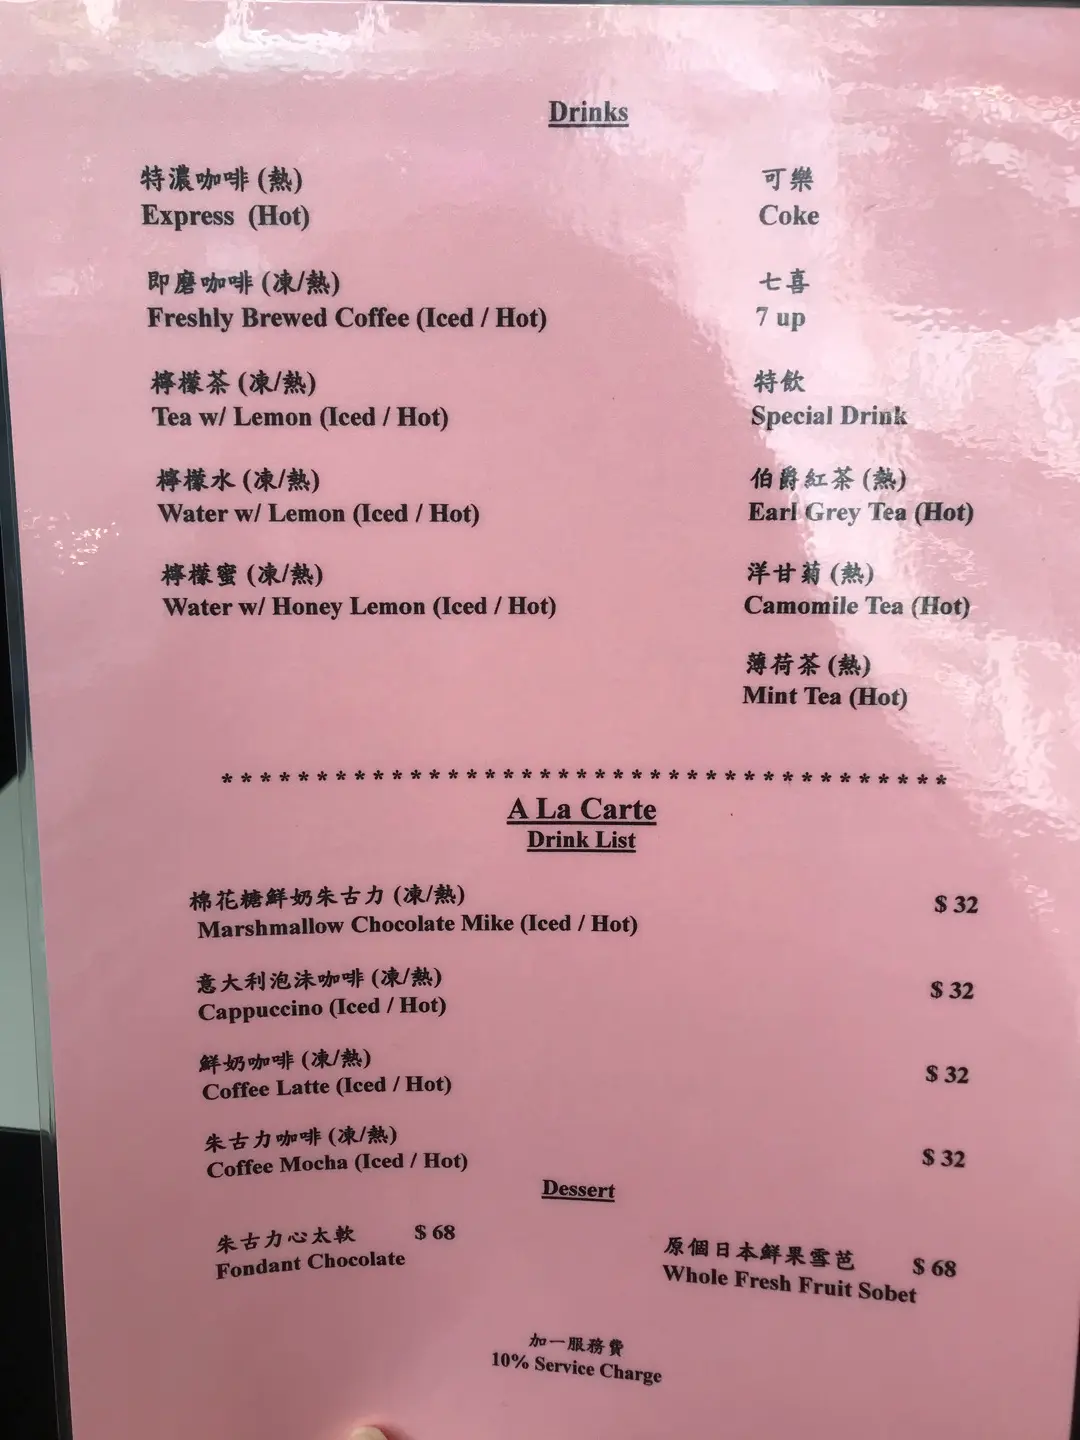 Drinks
特濃咖啡 (熱)
Express (Hot)
即磨咖啡 (凍/熱)
Freshly Brewed Coffee (Iced / Hot)
檸檬茶 (凍/熱)
Tea w/ Lemon (Iced / Hot)
檸檬水 (凍/熱)
Water w/ Lemon (Iced / Hot)
檸檬蜜 (凍/熱)
Water w/ Honey Lemon (Iced / Hot)
可樂
Coke
七喜
7 up
特飲
Special Drink
伯爵紅茶 (熱)
Earl Grey Tea (Hot)
洋甘菊 (熱)
Camomile Tea (Hot)
薄荷茶 (熱)
Mint Tea (Hot)
* * * * * * * * * * * * * * * * * * * * * * * * * * * * * * * * * * * * * * *
A La Carte
Drink List
棉花糖鮮奶朱古力 (凍/熱) $ 32
Marshmallow Chocolate Mike (Iced / Hot)
意大利泡沫咖啡 (凍/熱) $ 32
Cappuccino (Iced / Hot)
鮮奶咖啡 (凍/熱) $ 32
Coffee Latte (Iced / Hot)
朱古力咖啡 (凍/熱) $ 32
Coffee Mocha (Iced / Hot)
Dessert
朱古力心太軟 $ 68
Fondant Chocolate
原個日本鮮果雪芭 $ 68
Whole Fresh Fruit Sobet
加一服務費
10% Service Charge